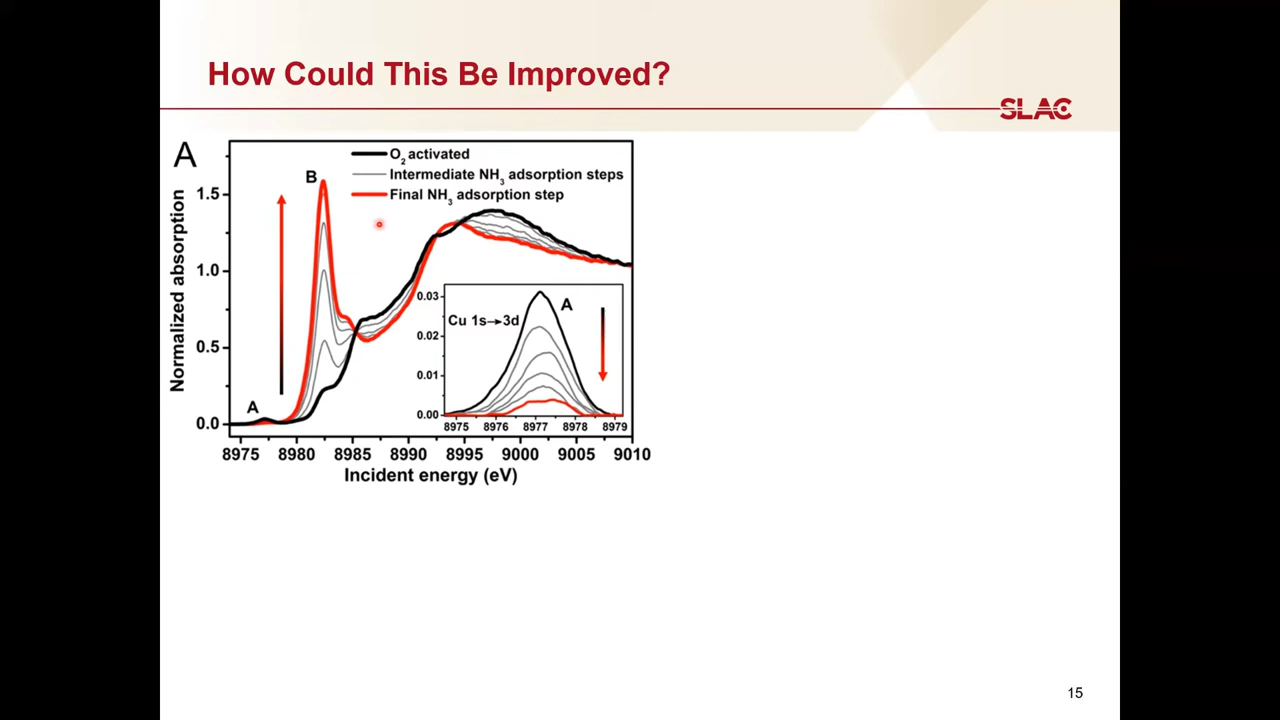 How Could This Be Improved?
SLAC
A
B
O2 activated
Intermediate NH3 adsorption steps
Final NH3 adsorption step
Normalized absorption
1.5
1.0
0.5
0.0
A
0.03
0.02
0.01
0.00
A
Cu 1s→3d
8975 8976 8977 8978 8979
8975 8980 8985 8990 8995 9000 9005 9010
Incident energy (eV)
15